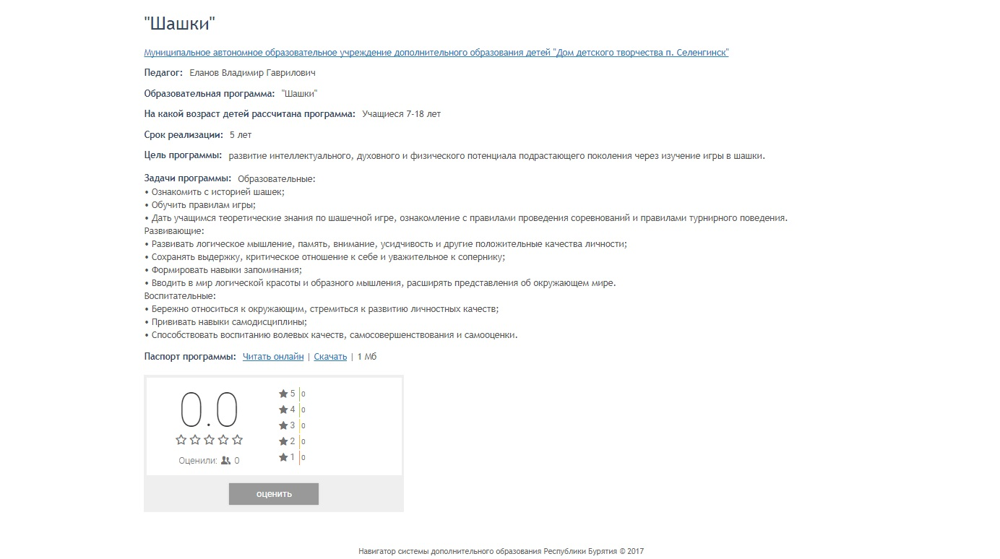 "Шашки"
Муниципальное автономное образовательное учреждение дополнительного образования детей "Дом детского творчества п. Селенгинск"
Педагог: Еланов Владимир Гаврилович
Образовательная программа: "Шашки"
На какой возраст детей рассчитана программа: Учащиеся 7-18 лет
Срок реализации: 5 лет
Цель программы: развитие интеллектуального, духовного и физического потенциала подрастающего поколения через изучение игры в шашки.
Задачи программы: Образовательные:
• Ознакомить с историей шашек;
• Обучить правилам игры;
• Дать учащимся теоретические знания по шашечной игре, ознакомление с правилами проведения соревнований и правилами турнирного поведения.
Развивающие:
• Развивать логическое мышление, память, внимание, усидчивость и другие положительные качества личности;
• Сохранять выдержку, критическое отношение к себе и уважительное к сопернику;
• Формировать навыки запоминания;
• Вводить в мир логической красоты и образного мышления, расширять представления об окружающем мире.
Воспитательные:
• Бережно относиться к окружающим, стремиться к развитию личностных качеств;
• Прививать навыки самодисциплины;
• Способствовать воспитанию волевых качеств, самосовершенствования и самооценки.
Паспорт программы: Читать онлайн | Скачать | 1 Мб
0.0
Оценили: 0
5 0
4 0
3 0
2 0
1 0
оценить
Навигатор системы дополнительного образования Республики Бурятия © 2017